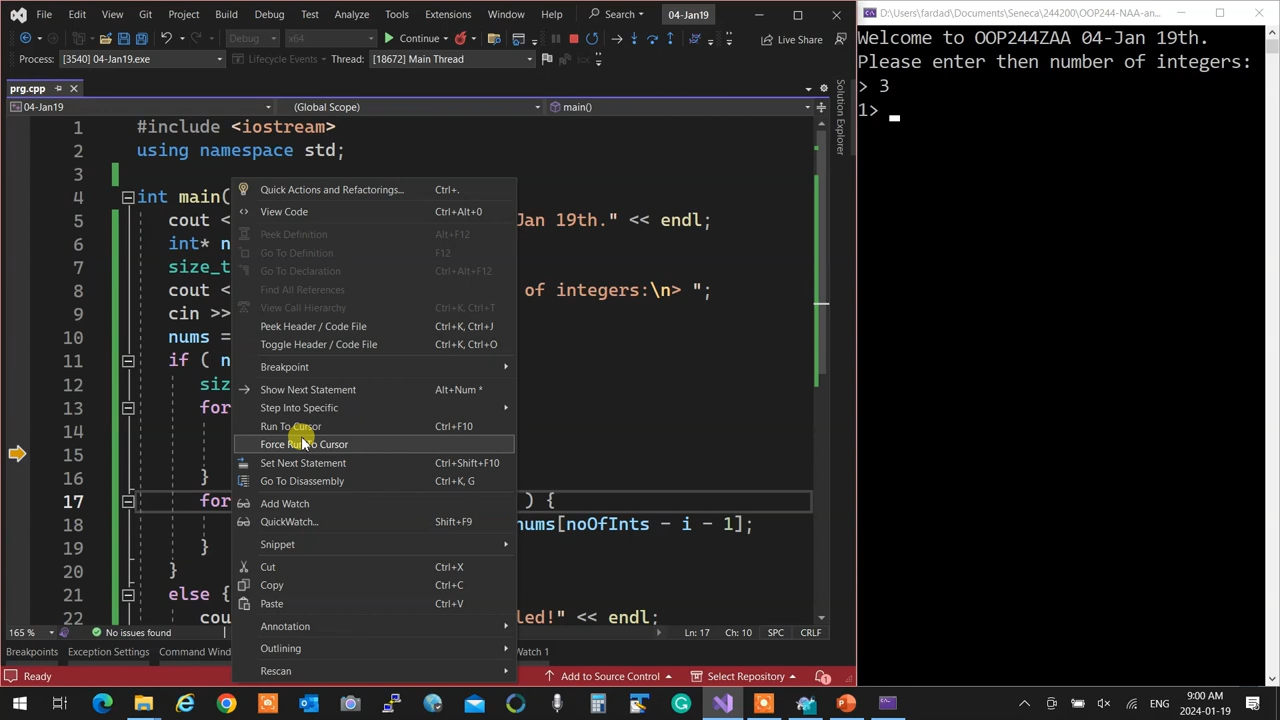 File Edit View Git Project Build Debug Test Analyze Tools Extensions Window Help Search 04-Jan19
Debug x64 Continue Live Share
Process: [3540] 04-Jan19.exe Lifecycle Events Thread: [18672] Main Thread
prg.cpp
04-Jan19 (Global Scope) main()
Solution Explorer
1 #include <iostream>
2 using namespace std;
3
4 int main(
5 cout < Jan 19th." << endl;
6 int* n
7 size_t
8 cout < of integers:\n> ";
9 cin >>
10 nums =
11 if ( n
12 siz
13 for
14
15
16 }
17 for ) {
18 nums[noOfInts - i - 1];
19 }
20 }
21 else {
22 cou led!" << endl;
Quick Actions and Refactorings... Ctrl+.
View Code Ctrl+Alt+0
Peek Definition Alt+F12
Go To Definition F12
Go To Declaration Ctrl+Alt+F12
Find All References
View Call Hierarchy Ctrl+K, Ctrl+T
Peek Header / Code File Ctrl+K, Ctrl+J
Toggle Header / Code File Ctrl+K, Ctrl+O
Breakpoint
Show Next Statement Alt+Num *
Step Into Specific
Run To Cursor Ctrl+F10
Force Run To Cursor
Set Next Statement Ctrl+Shift+F10
Go To Disassembly Ctrl+K, G
Add Watch
QuickWatch... Shift+F9
Snippet
Cut Ctrl+X
Copy Ctrl+C
Paste Ctrl+V
Annotation
Outlining
Rescan
165 % No issues found Ln: 17 Ch: 10 SPC CRLF
Breakpoints Exception Settings Command Win Watch 1
Ready Add to Source Control Select Repository 1
D:\Users\fardad\Documents\Seneca\244200\OOP244-NAA-an...
Welcome to OOP244ZAA 04-Jan 19th.
Please enter then number of integers:
> 3
1>
ENG 9:00 AM
2024-01-19